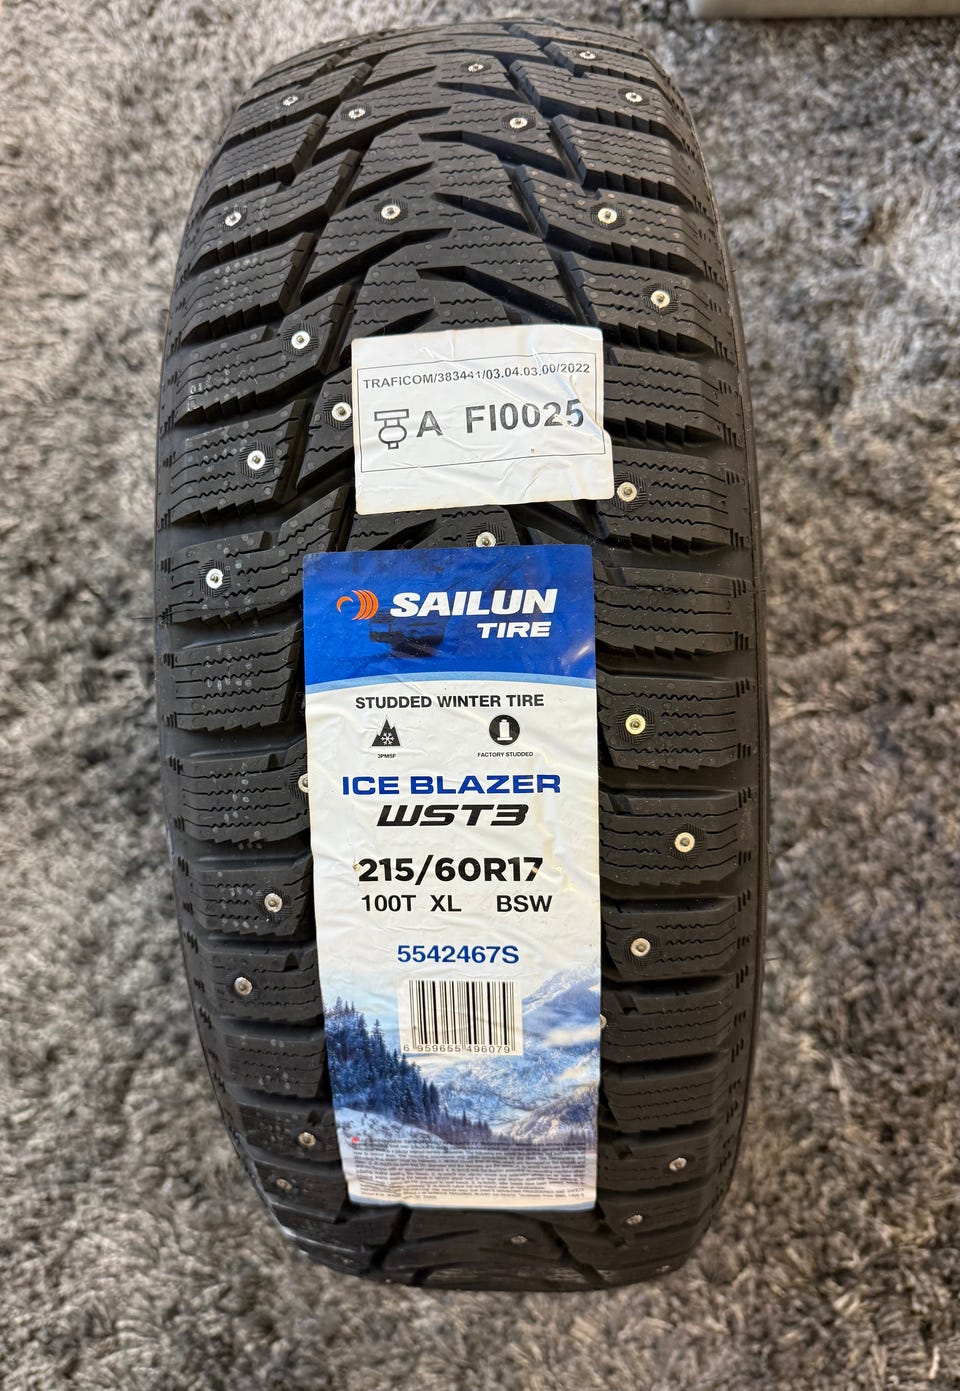 TRAFICOM/383441/03.04.03.00/2022
A FI0025
SAILUN
TIRE
STUDDED WINTER TIRE
3PMSF
FACTORY STUDDED
ICE BLAZER
WST3
215/60R17
100T XL BSW
5542467S
6 959655 496079